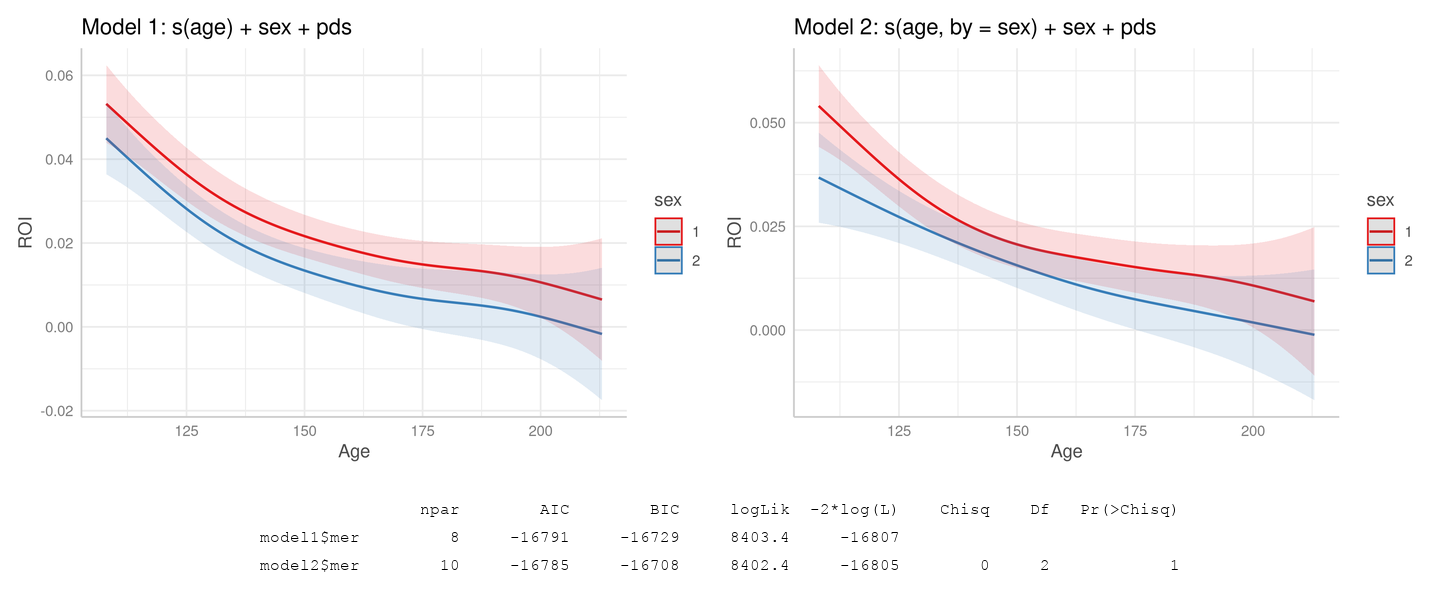 Model 1: s(age) + sex + pds
0.06
0.04
0.02
0.00
-0.02
ROI
125 150 175 200
Age
sex
1
2
Model 2: s(age, by = sex) + sex + pds
0.050
0.025
0.000
ROI
125 150 175 200
Age
sex
1
2
npar AIC BIC logLik -2*log(L) Chisq Df Pr(>Chisq)
model1$mer 8 -16791 -16729 8403.4 -16807
model2$mer 10 -16785 -16708 8402.4 -16805 0 2 1